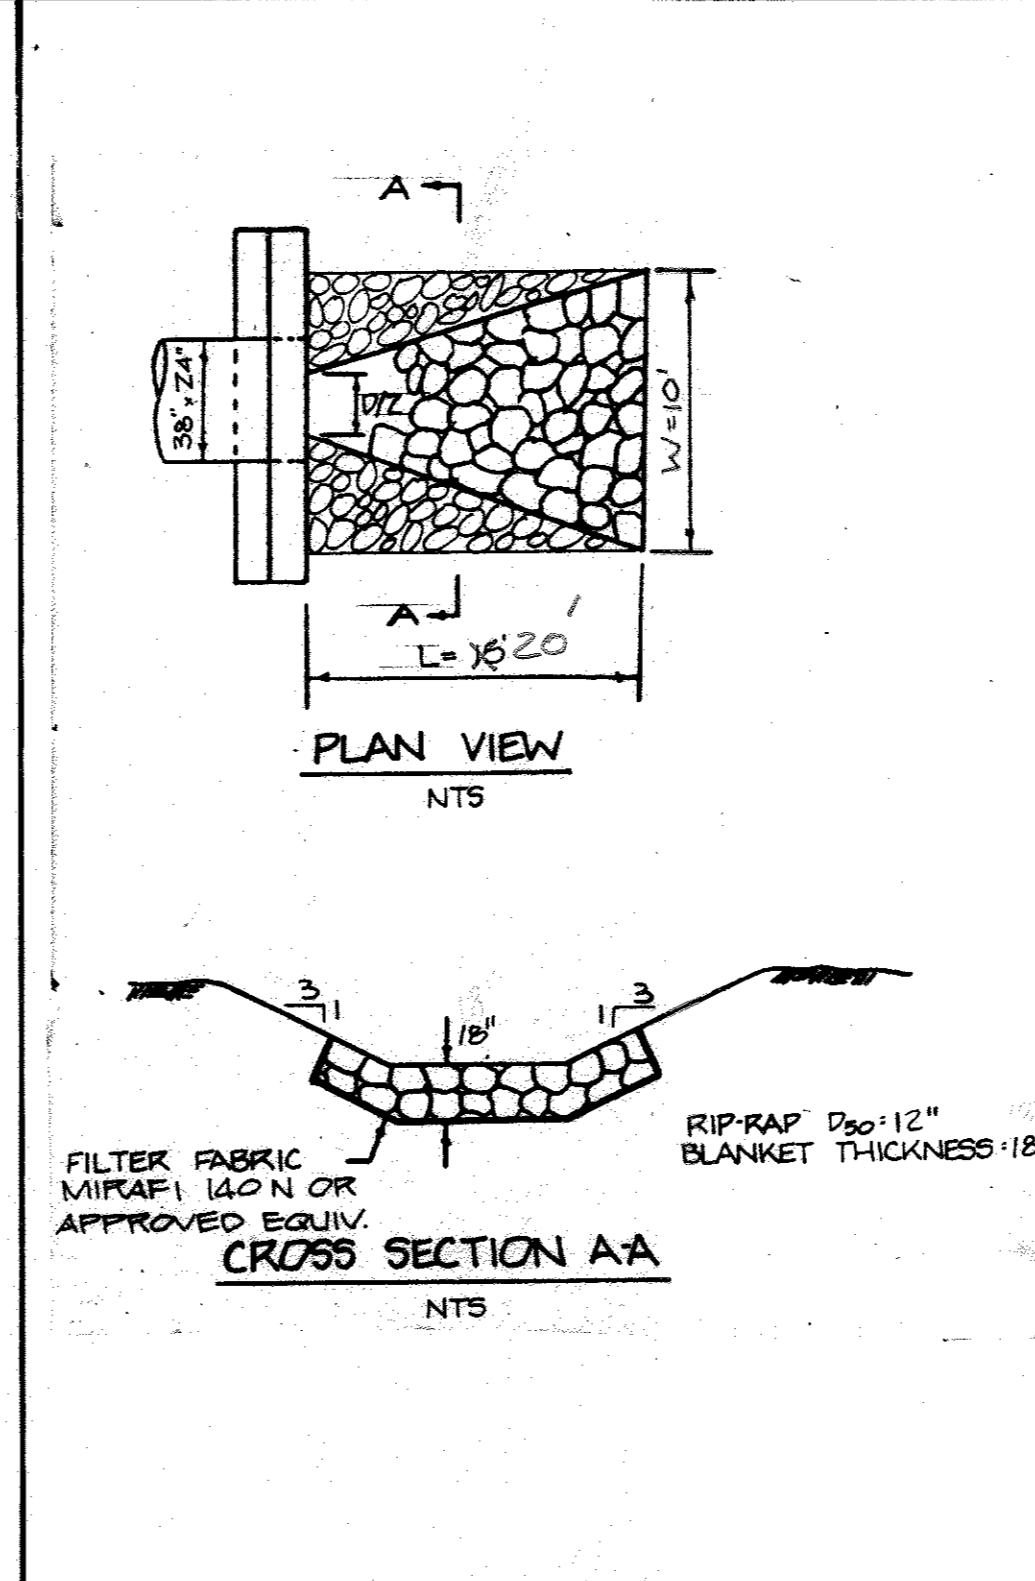 A
38" x 24"
D/2
W=10'
A
L= 18' 20'
PLAN VIEW
NTS
3
1
18"
1
3
RIP-RAP D50=12"
BLANKET THICKNESS=18
FILTER FABRIC
MIRAFI 140 N OR
APPROVED EQUIV.
CROSS SECTION A-A
NTS